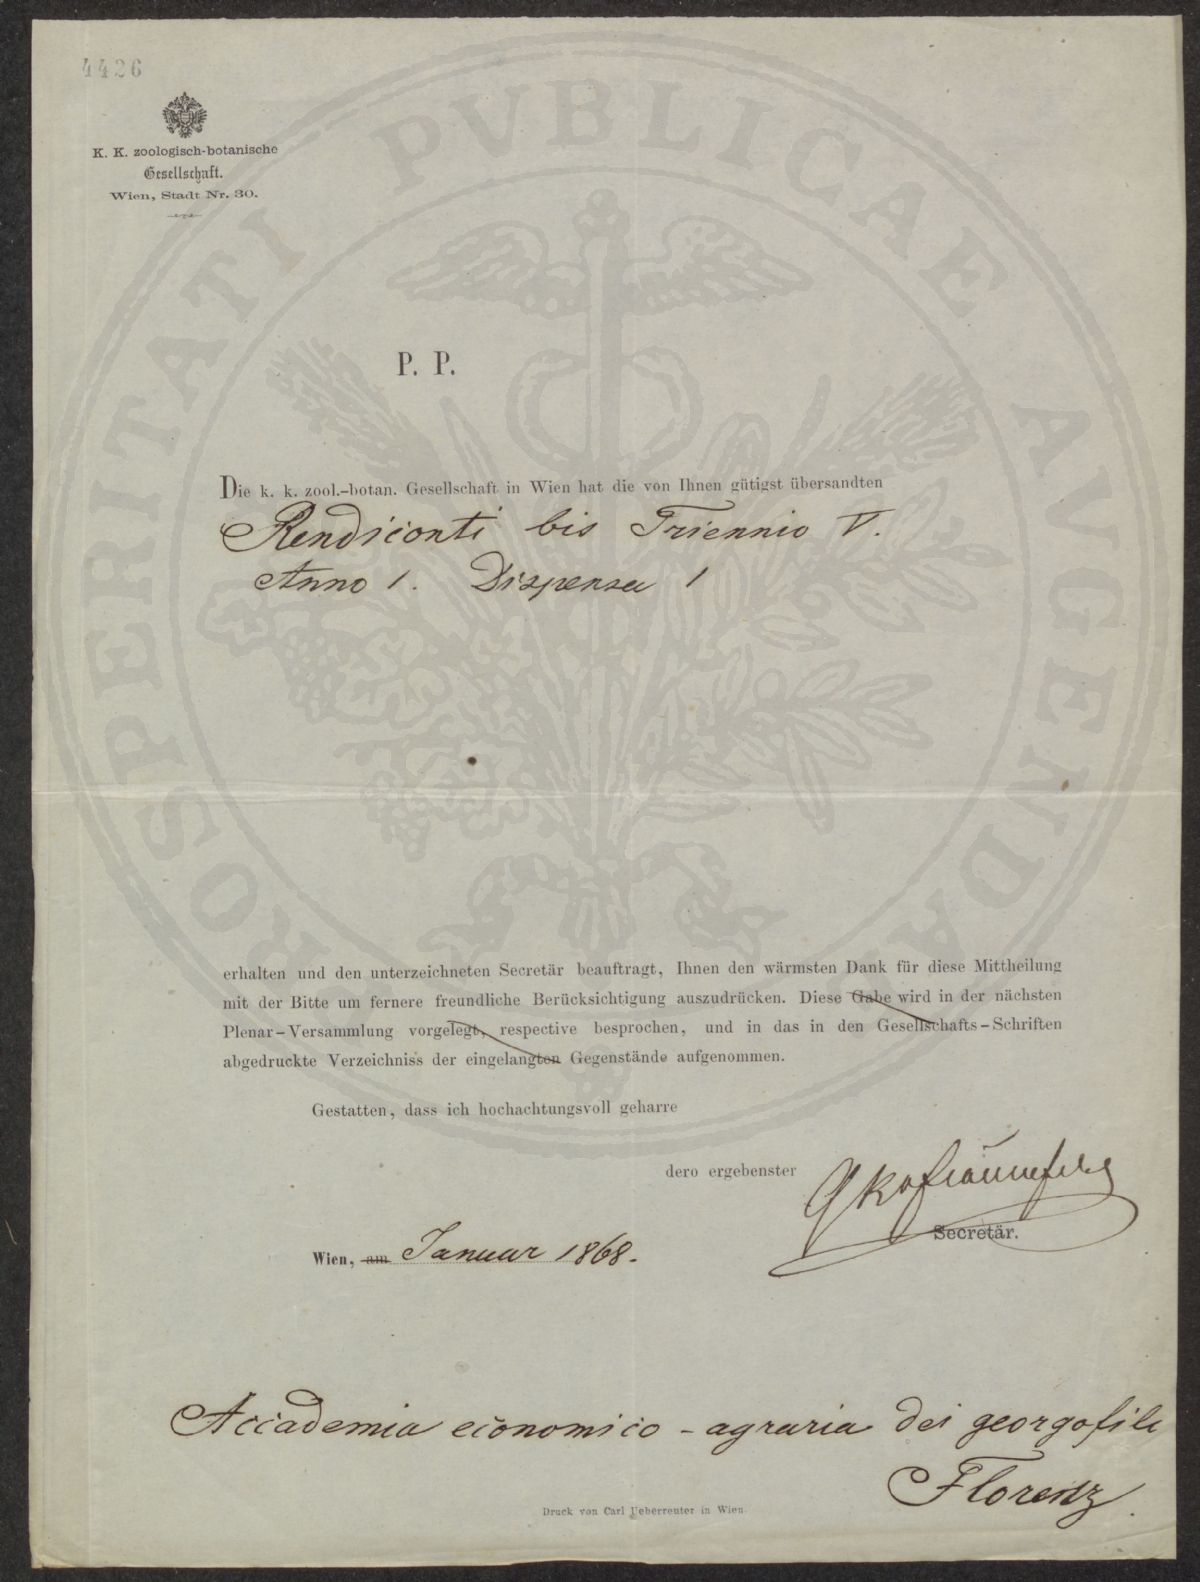 4426
K. K. zoologisch-botanische
Gesellschaft.
Wien, Stadt Nr. 30.
PROSPERITATI PVBLICAE AVGENDAE
P. P.
Die k. k. zool.-botan. Gesellschaft in Wien hat die von Ihnen gütigst übersandten
Rendiconti bis Triennio V.
Anno 1. Dispensa 1
erhalten und den unterzeichneten Secretär beauftragt, Ihnen den wärmsten Dank für diese Mittheilung
mit der Bitte um fernere freundliche Berücksichtigung auszudrücken. Diese Gabe wird in der nächsten
Plenar-Versammlung vorgelegt, respective besprochen, und in das in den Gesellschafts-Schriften
abgedruckte Verzeichniss der eingelangten Gegenstände aufgenommen.
Gestatten, dass ich hochachtungsvoll geharre
dero ergebenster
Secretär.
Wien, am Januar 1868.
Accademia economico-agraria dei georgofili
Florenz.
Druck von Carl Ueberreuter in Wien.